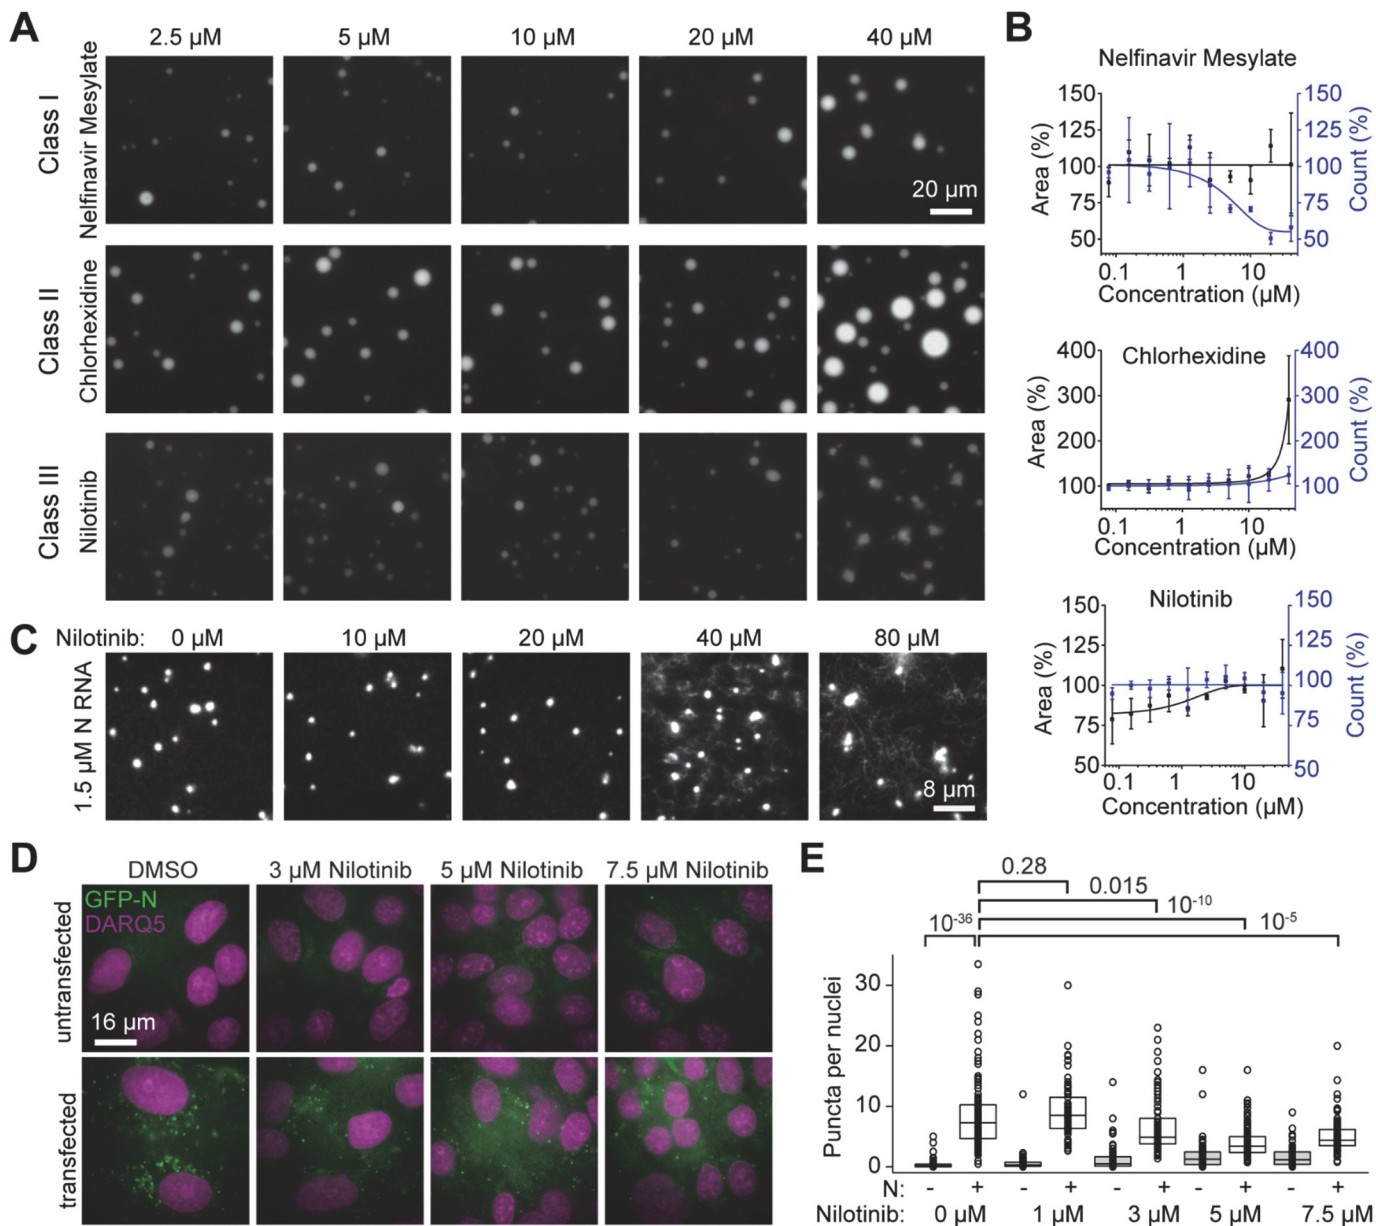 A
2.5 µM 5 µM 10 µM 20 µM 40 µM
Class I
Nelfinavir Mesylate
20 µm
Class II
Chlorhexidine
Class III
Nilotinib
B
Nelfinavir Mesylate
150
125
100
75
50
Area (%)
150
125
100
75
50
Count (%)
0.1 1 10
Concentration (µM)
Chlorhexidine
400
300
200
100
Area (%)
400
300
200
100
Count (%)
0.1 1 10
Concentration (µM)
Nilotinib
150
125
100
75
50
Area (%)
150
125
100
75
50
Count (%)
0.1 1 10
Concentration (µM)
C
Nilotinib: 0 µM 10 µM 20 µM 40 µM 80 µM
1.5 µM N RNA
8 µm
D
DMSO 3 µM Nilotinib 5 µM Nilotinib 7.5 µM Nilotinib
GFP-N
DARQ5
untransfected
16 µm
transfected
E
0.28
0.015
10-36 10-10 10-5
Puncta per nuclei
30
20
10
0
N: - + - + - + - + - +
Nilotinib: 0 µM 1 µM 3 µM 5 µM 7.5 µM